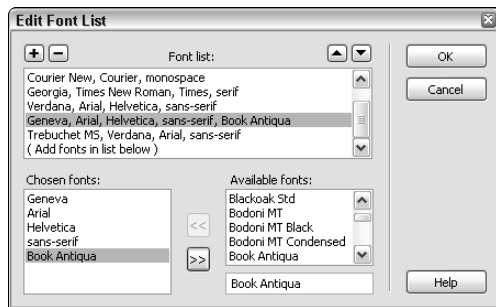 Edit Font List
Font list:
OK
Cancel
Courier New, Courier, monospace
Georgia, Times New Roman, Times, serif
Verdana, Arial, Helvetica, sans-serif
Geneva, Arial, Helvetica, sans-serif, Book Antiqua
Trebuchet MS, Verdana, Arial, sans-serif
( Add fonts in list below )
Chosen fonts:
Geneva
Arial
Helvetica
sans-serif
Book Antiqua
<<
>>
Available fonts:
Blackoak Std
Bodoni MT
Bodoni MT Black
Bodoni MT Condensed
Book Antiqua
Book Antiqua
Help